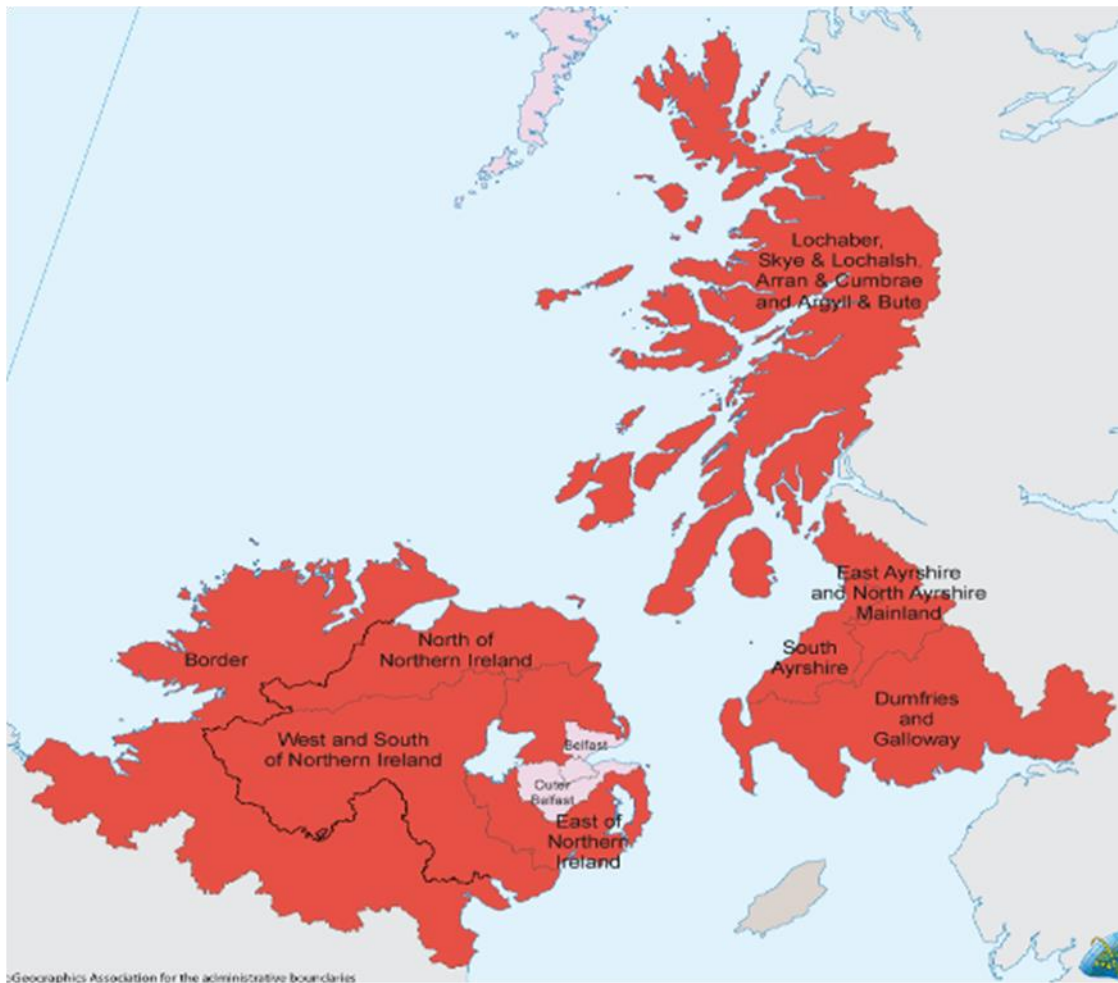 Lochaber,
Skye & Lochalsh,
Arran & Cumbrae
and Argyll & Bute
East Ayrshire
and North Ayrshire
Mainland
South
Ayrshire
Dumfries
and
Galloway
North of
Northern Ireland
Border
West and South
of Northern Ireland
Belfast
Outer
Belfast
East of
Northern
Ireland
Geographics Association for the administrative boundaries